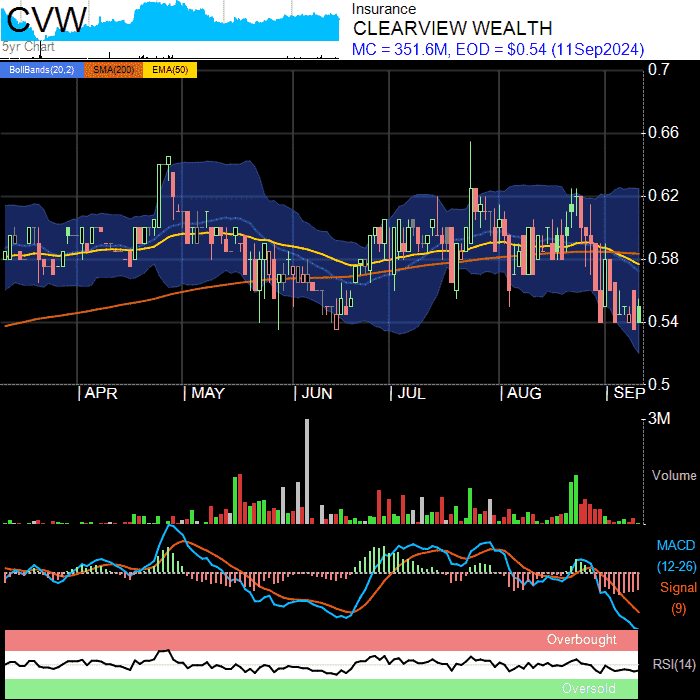 CVW
5yr Chart
Insurance
CLEARVIEW WEALTH
MC = 351.6M, EOD = $0.54 (11Sep2024)
BollBands(20,2) SMA(200) EMA(50)
0.7
0.66
0.62
0.58
0.54
0.5
APR MAY JUN JUL AUG SEP
3M
Volume
MACD
(12-26)
Signal
(9)
Overbought
RSI(14)
Oversold